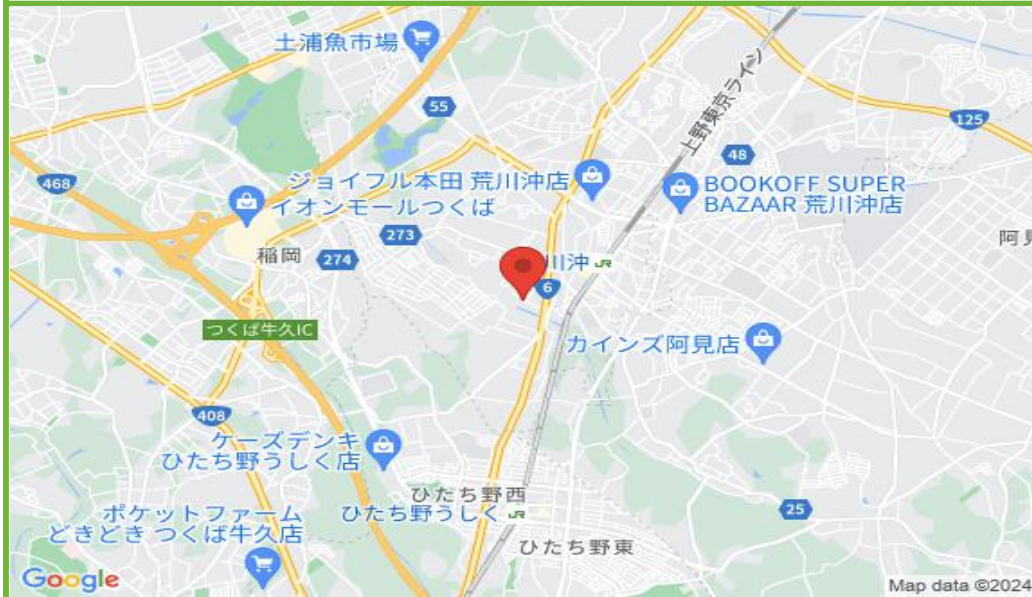 土浦魚市場
上野東京ライン
55
125
468
48
ジョイフル本田 荒川沖店
BOOKOFF SUPER
BAZAAR 荒川沖店
イオンモールつくば
273
稲岡
274
川沖
JR
6
つくば牛久IC
カインズ阿見店
408
ケーズデンキ
ひたち野うしく店
ひたち野西
ポケットファーム
どきどき つくば牛久店
ひたち野うしく
JR
25
ひたち野東
Google
Map data ©2024